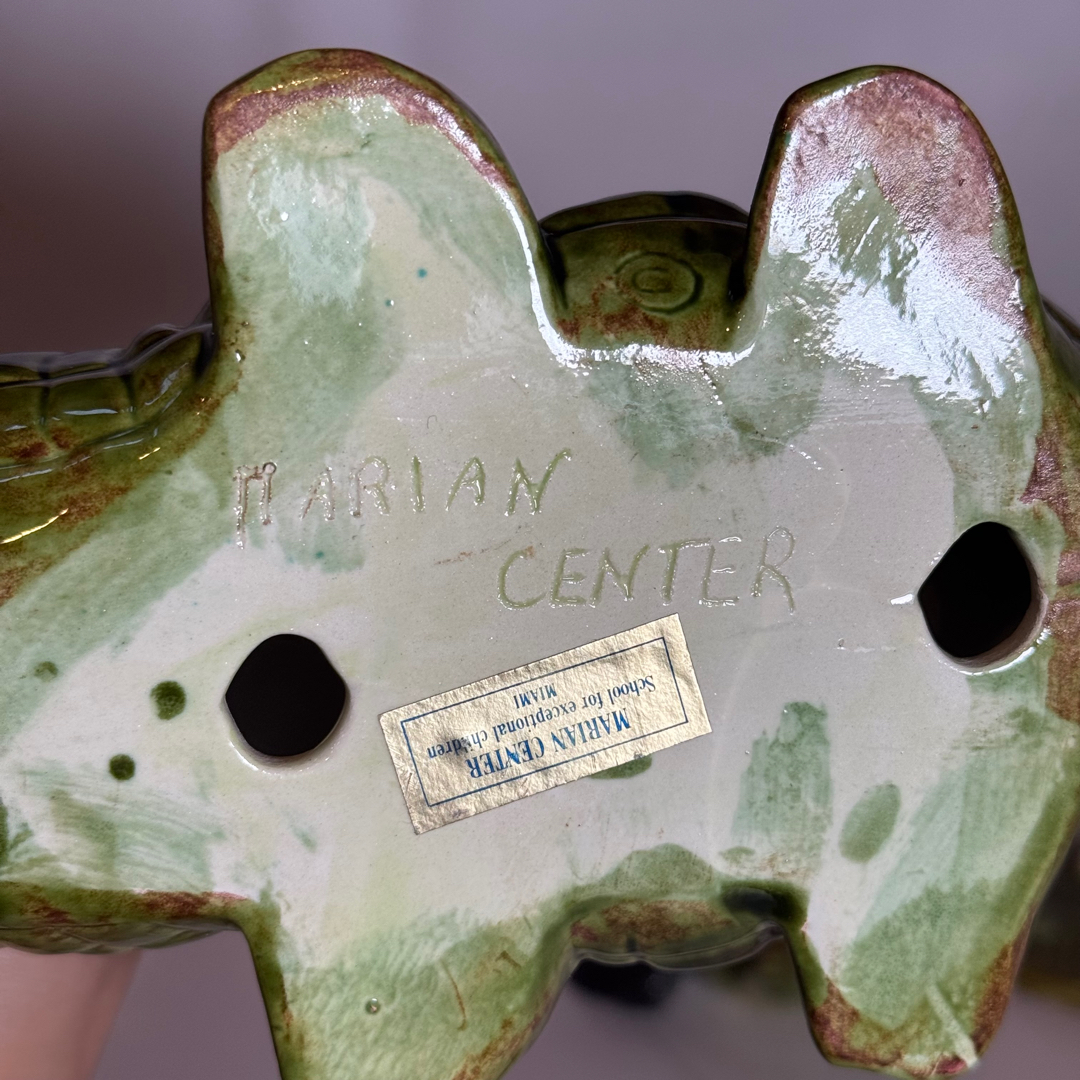 MARIAN
CENTER
MARIAN CENTER
School for exceptional children
MIAMI